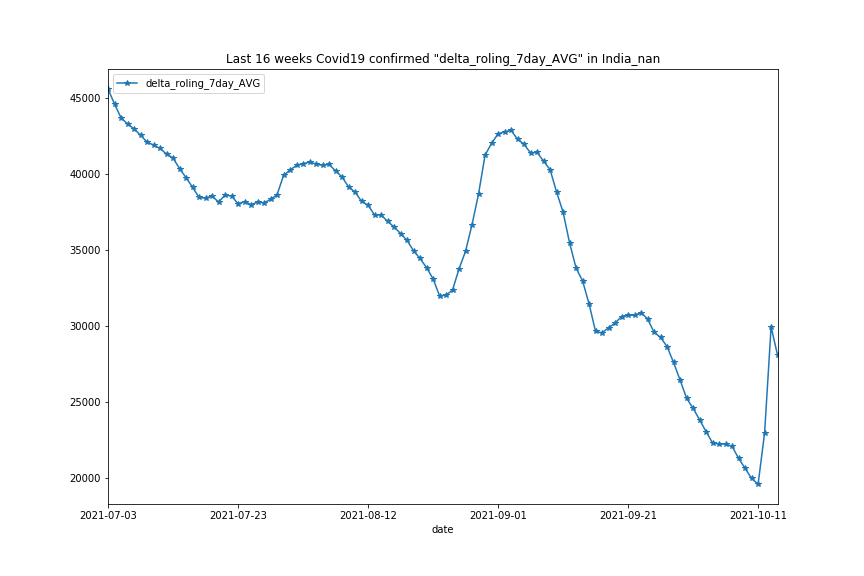 Last 16 weeks Covid19 confirmed "delta_roling_7day_AVG" in India_nan
delta_roling_7day_AVG
45000
40000
35000
30000
25000
20000
2021-07-03 2021-07-23 2021-08-12 2021-09-01 2021-09-21 2021-10-11
date